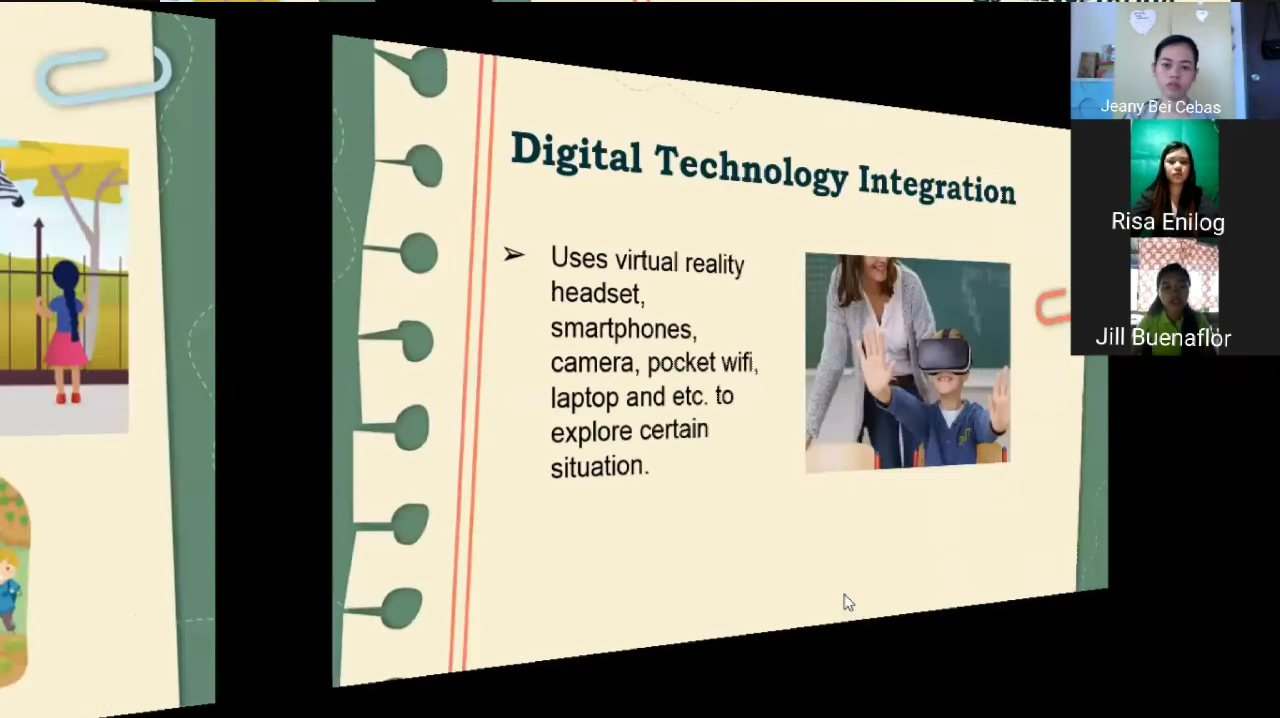 Digital Technology Integration
➢ Uses virtual reality
headset,
smartphones,
camera, pocket wifi,
laptop and etc. to
explore certain
situation.
Jeany Bei Cebas
Risa Enilog
Jill Buenaflor